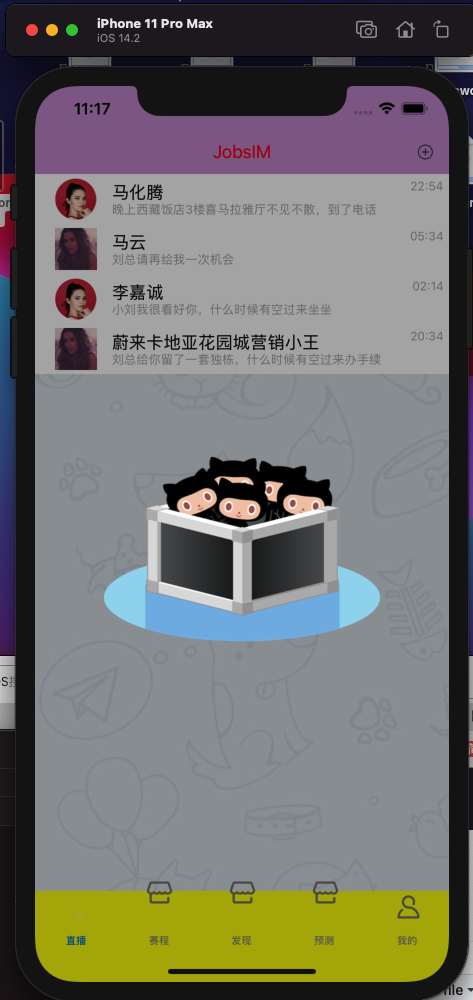 iPhone 11 Pro Max
iOS 14.2
11:17
JobsIM
马化腾
22:54
晚上西藏饭店3楼喜马拉雅厅不见不散，到了电话
马云
05:34
刘总请再给我一次机会
李嘉诚
02:14
小刘我很看好你，什么时候有空过来坐坐
蔚来卡地亚花园城营销小王
20:34
刘总给你留了一套独栋，什么时候有空过来办手续
直播
赛程
发现
预测
我的